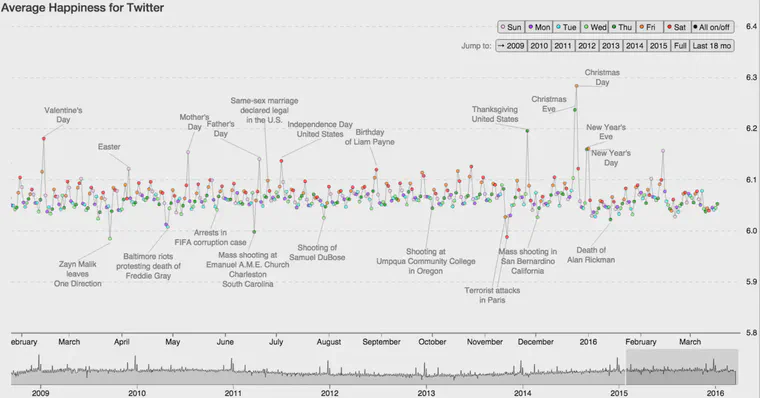 Average Happiness for Twitter
Sun Mon Tue Wed Thu Fri Sat All on/off
Jump to: → 2009 2010 2011 2012 2013 2014 2015 Full Last 18 mo
6.4
6.3
6.2
6.1
6.0
5.9
5.8
Valentine's
Day
Easter
Zayn Malik
leaves
One Direction
Baltimore riots
protesting death of
Freddie Gray
Mother's
Day
Arrests in
FIFA corruption case
Father's
Day
Mass shooting at
Emanuel A.M.E. Church
Charleston
South Carolina
Same-sex marriage
declared legal
in the U.S.
Independence Day
United States
Shooting of
Samuel DuBose
Birthday
of Liam Payne
Shooting at
Umpqua Community College
in Oregon
Terrorist attacks
in Paris
Thanksgiving
United States
Mass shooting in
San Bernardino
California
Christmas
Eve
Christmas
Day
New Year's
Eve
New Year's
Day
Death of
Alan Rickman
ebruary March April May June July August September October November December 2016 February March
2009 2010 2011 2012 2013 2014 2015 2016